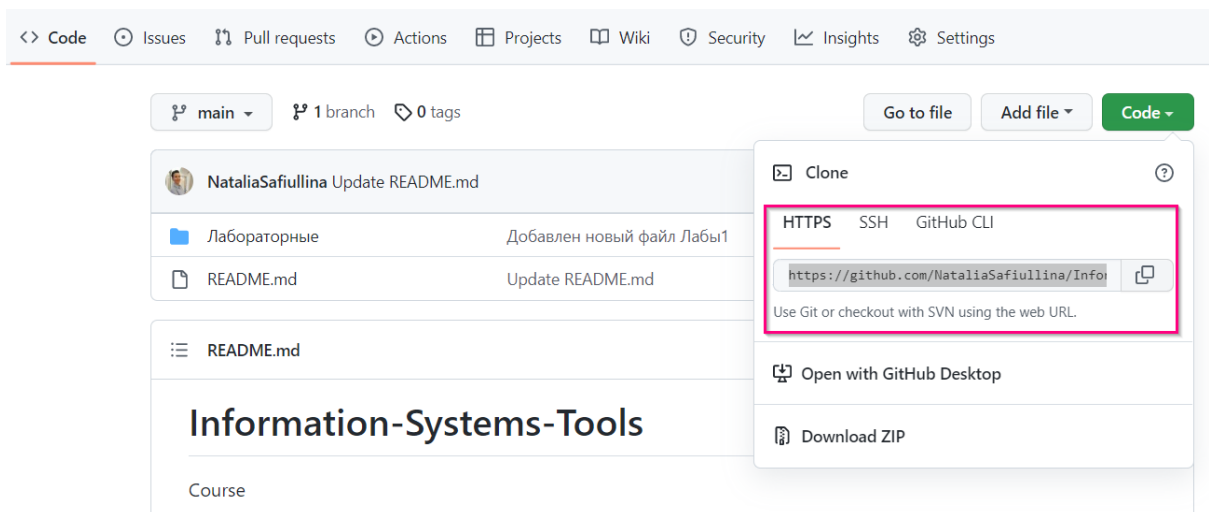 Code Issues Pull requests Actions Projects Wiki Security Insights Settings
main 1 branch 0 tags Go to file Add file Code
NataliaSafiullina Update README.md
Лабораторные Добавлен новый файл Лабы1
README.md Update README.md
Clone
HTTPS SSH GitHub CLI
https://github.com/NataliaSafiullina/Infor
Use Git or checkout with SVN using the web URL.
Open with GitHub Desktop
Download ZIP
README.md
Information-Systems-Tools
Course